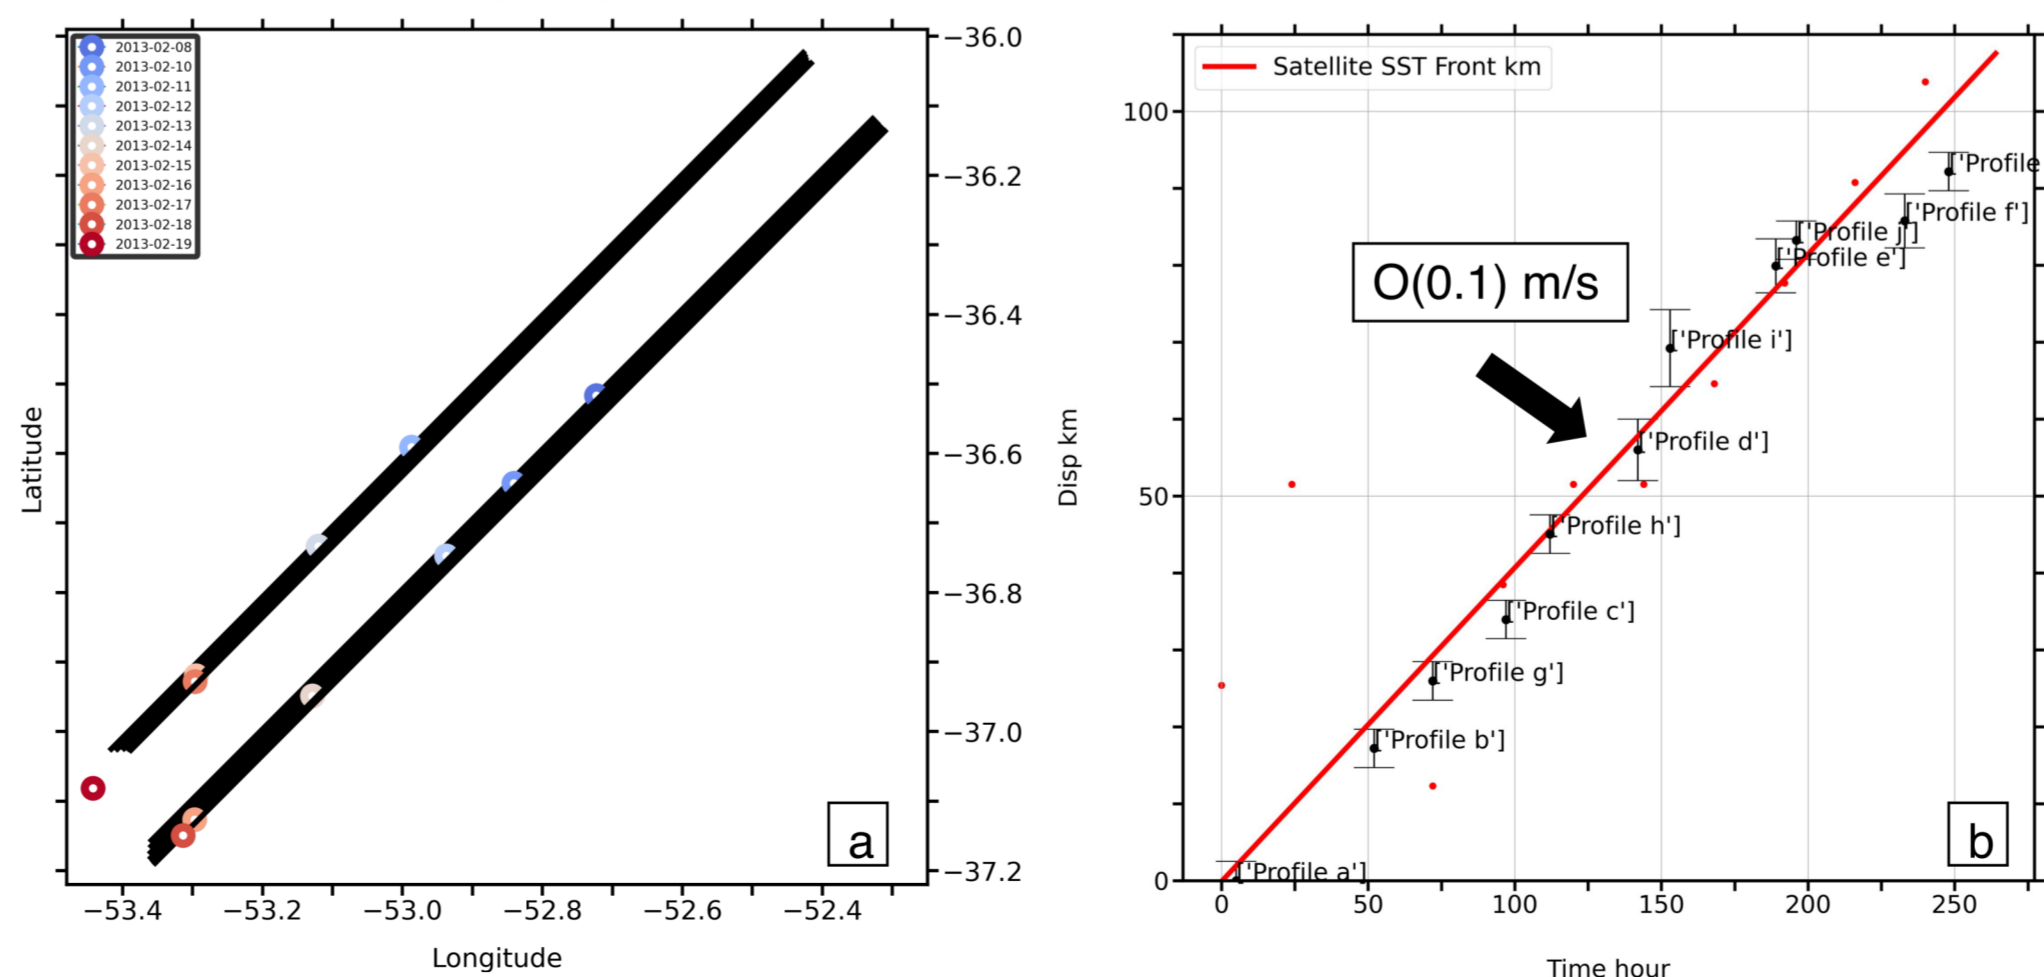 2013-02-08
2013-02-10
2013-02-11
2013-02-12
2013-02-13
2013-02-14
2013-02-15
2013-02-16
2013-02-17
2013-02-18
2013-02-19
−36.0
−36.2
−36.4
−36.6
−36.8
−37.0
−37.2
Latitude
a
−53.4 −53.2 −53.0 −52.8 −52.6 −52.4
Longitude
Satellite SST Front km
100
50
0
Disp km
O(0.1) m/s
['Profile
['Profile f']
['Profile j']
['Profile e']
['Profile i']
['Profile d']
['Profile h']
['Profile c']
['Profile g']
['Profile b']
['Profile a']
b
0 50 100 150 200 250
Time hour